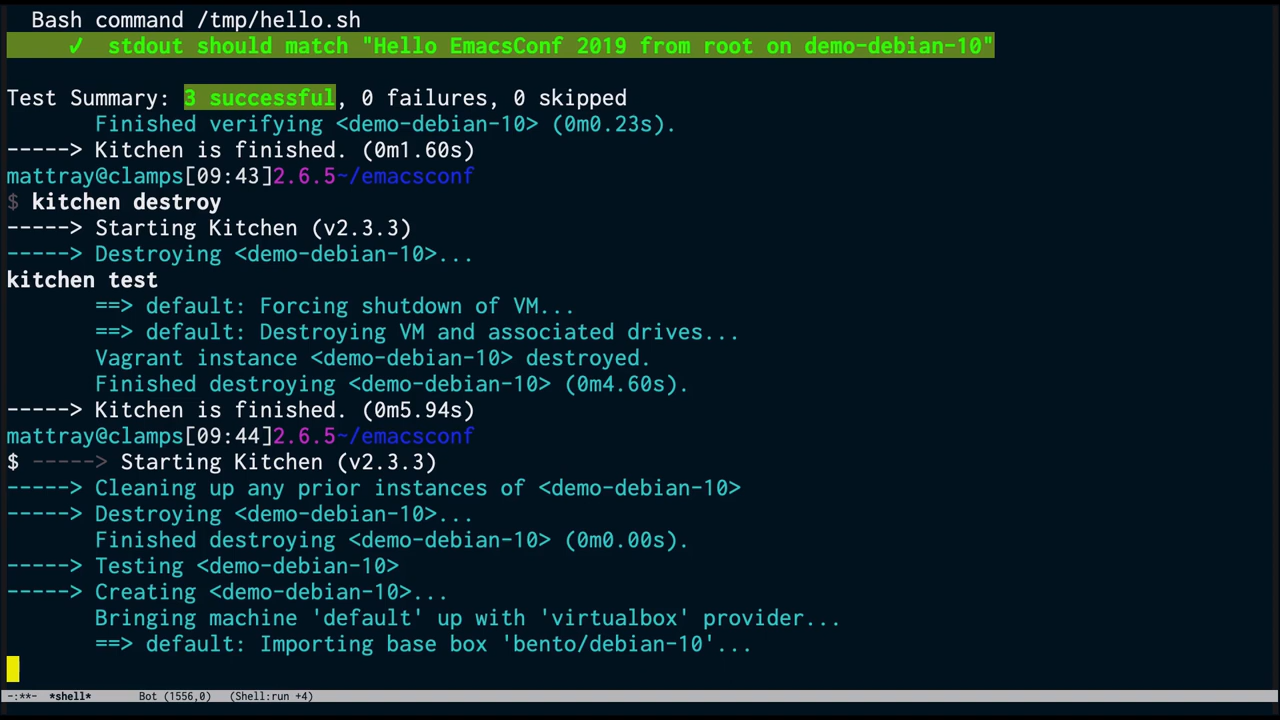 Bash command /tmp/hello.sh
✓ stdout should match "Hello EmacsConf 2019 from root on demo-debian-10"
Test Summary: 3 successful, 0 failures, 0 skipped
Finished verifying <demo-debian-10> (0m0.23s).
-----> Kitchen is finished. (0m1.60s)
mattray@clamps[09:43]2.6.5~/emacsconf
$ kitchen destroy
-----> Starting Kitchen (v2.3.3)
-----> Destroying <demo-debian-10>...
kitchen test
==> default: Forcing shutdown of VM...
==> default: Destroying VM and associated drives...
Vagrant instance <demo-debian-10> destroyed.
Finished destroying <demo-debian-10> (0m4.60s).
-----> Kitchen is finished. (0m5.94s)
mattray@clamps[09:44]2.6.5~/emacsconf
$ -----> Starting Kitchen (v2.3.3)
-----> Cleaning up any prior instances of <demo-debian-10>
-----> Destroying <demo-debian-10>...
Finished destroying <demo-debian-10> (0m0.00s).
-----> Testing <demo-debian-10>
-----> Creating <demo-debian-10>...
Bringing machine 'default' up with 'virtualbox' provider...
==> default: Importing base box 'bento/debian-10'...
-:**- *shell* Bot (1556,0) (Shell:run +4)